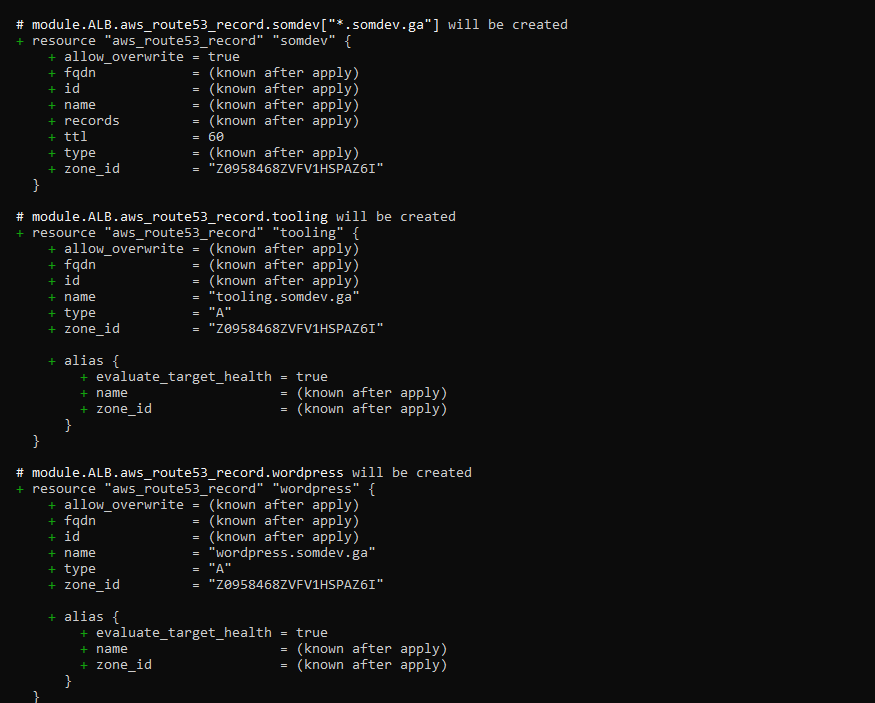 # module.ALB.aws_route53_record.somdev["*.somdev.ga"] will be created
+ resource "aws_route53_record" "somdev" {
    + allow_overwrite = true
    + fqdn            = (known after apply)
    + id              = (known after apply)
    + name            = (known after apply)
    + records         = (known after apply)
    + ttl             = 60
    + type            = (known after apply)
    + zone_id         = "Z0958468ZVFV1HSPAZ6I"
  }

# module.ALB.aws_route53_record.tooling will be created
+ resource "aws_route53_record" "tooling" {
    + allow_overwrite = (known after apply)
    + fqdn            = (known after apply)
    + id              = (known after apply)
    + name            = "tooling.somdev.ga"
    + type            = "A"
    + zone_id         = "Z0958468ZVFV1HSPAZ6I"

    + alias {
        + evaluate_target_health = true
        + name                   = (known after apply)
        + zone_id                = (known after apply)
      }
  }

# module.ALB.aws_route53_record.wordpress will be created
+ resource "aws_route53_record" "wordpress" {
    + allow_overwrite = (known after apply)
    + fqdn            = (known after apply)
    + id              = (known after apply)
    + name            = "wordpress.somdev.ga"
    + type            = "A"
    + zone_id         = "Z0958468ZVFV1HSPAZ6I"

    + alias {
        + evaluate_target_health = true
        + name                   = (known after apply)
        + zone_id                = (known after apply)
      }
  }